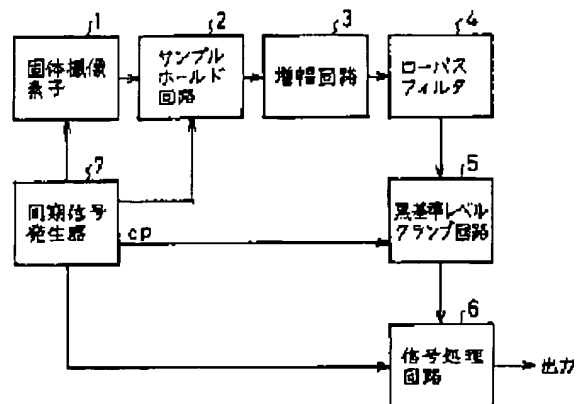 1
固体撮像
素子
2
サンプル
ホールド
回路
3
増幅回路
4
ローパス
フィルタ
7
同期信号
発生器
cp
5
黒基準レベル
クランプ回路
6
信号処理
回路
出力